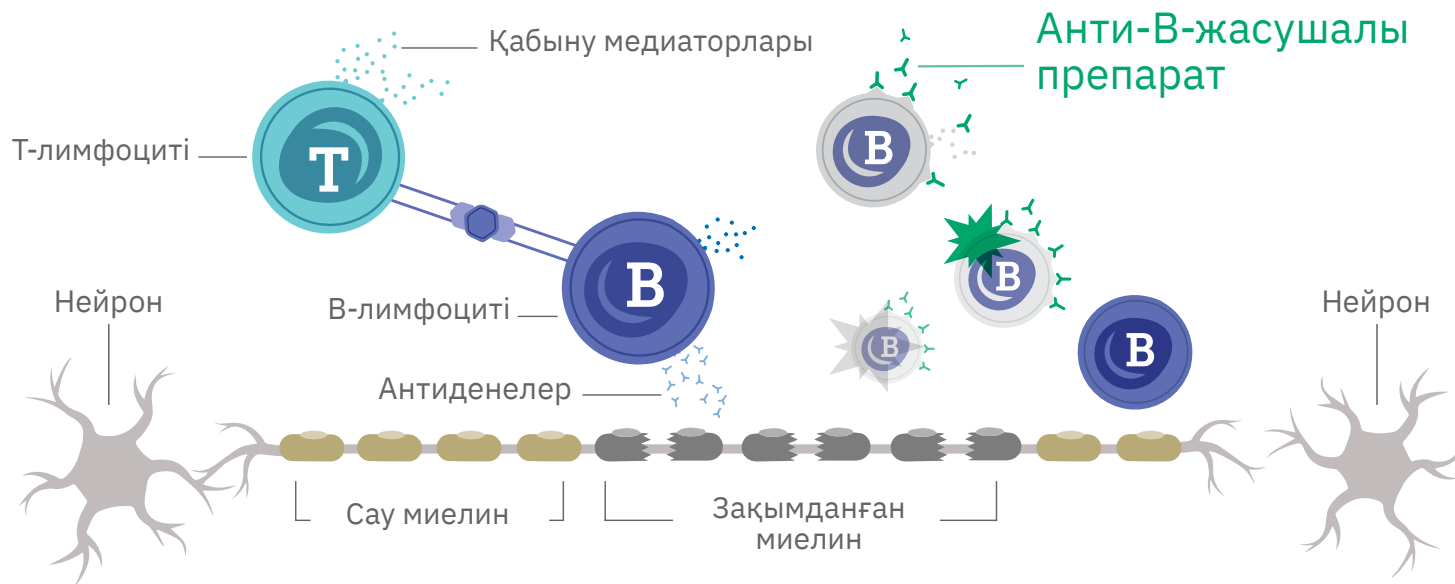 Қабыну медиаторлары
Анти-В-жасушалы
препарат
Т-лимфоциті
T
B
B
Нейрон
В-лимфоциті
B
B
B
Нейрон
Антиденелер
Сау миелин
Зақымданған
миелин